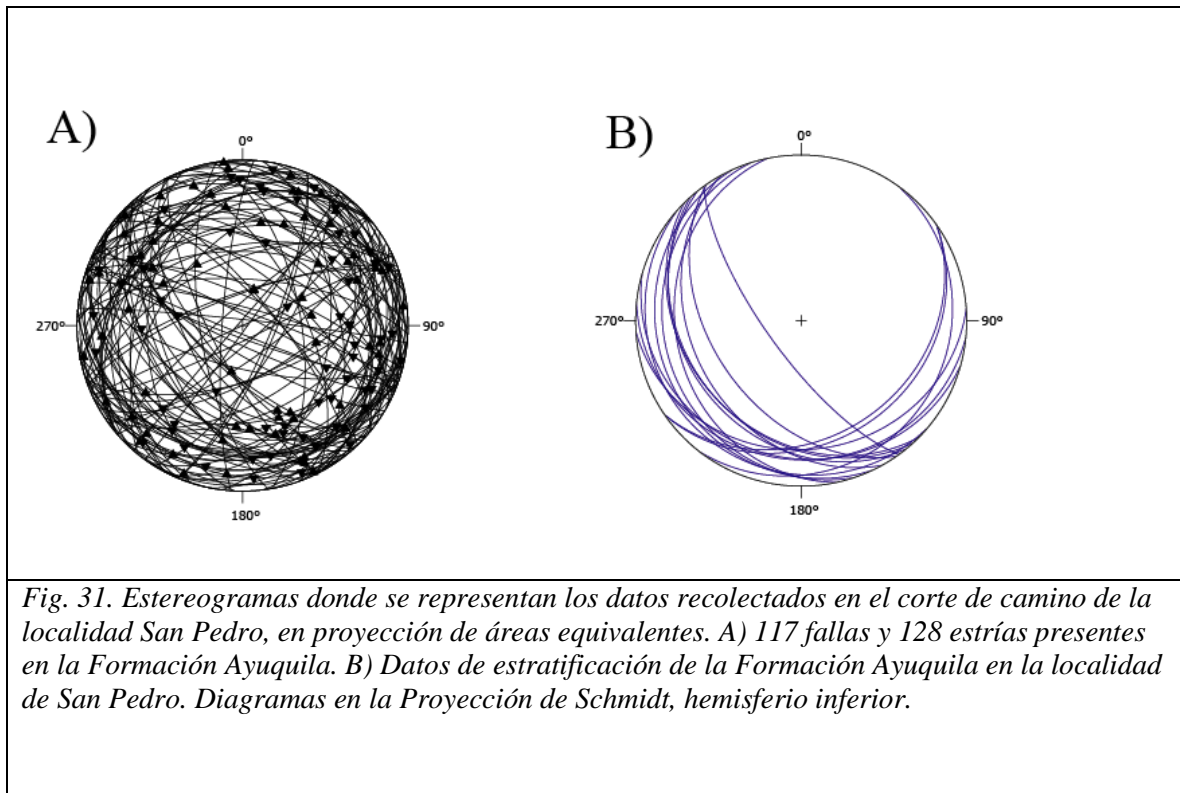 A)
B)
0°
0°
270°
90°
270°
90°
180°
180°
Fig. 31. Estereogramas donde se representan los datos recolectados en el corte de camino de la
localidad San Pedro, en proyección de áreas equivalentes. A) 117 fallas y 128 estrías presentes
en la Formación Ayuquila. B) Datos de estratificación de la Formación Ayuquila en la localidad
de San Pedro. Diagramas en la Proyección de Schmidt, hemisferio inferior.